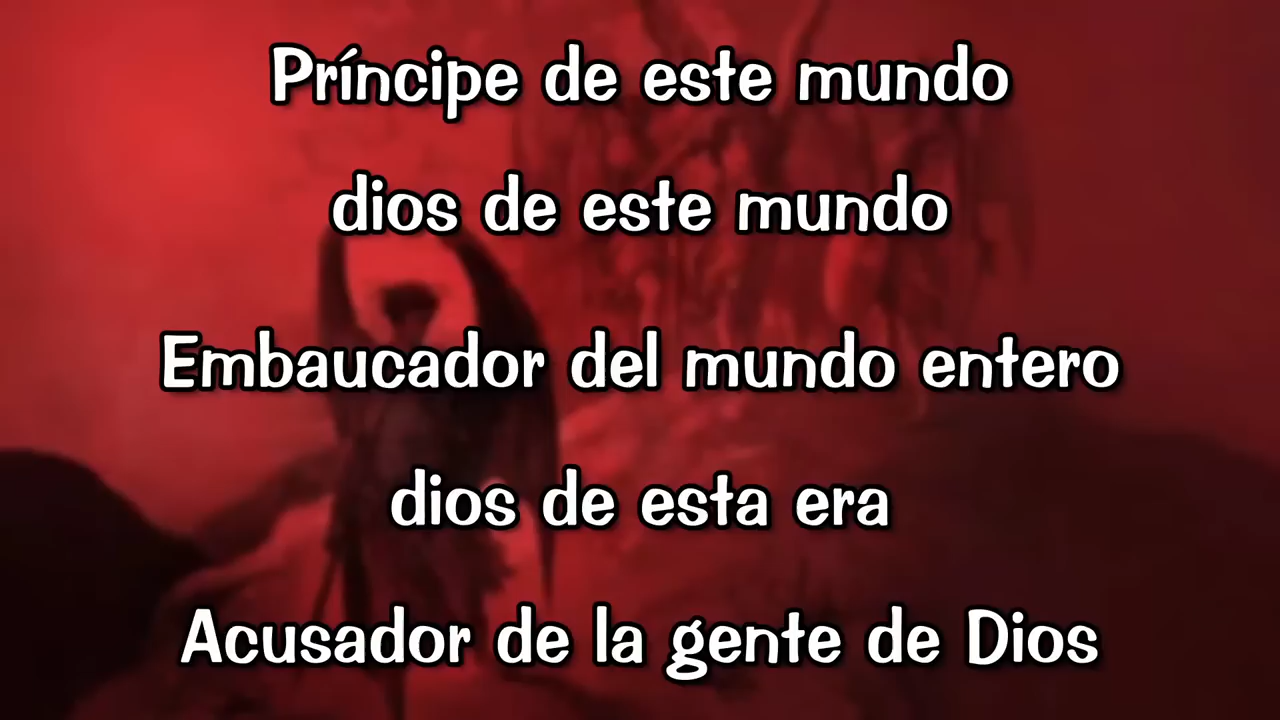 Príncipe de este mundo
dios de este mundo
Embaucador del mundo entero
dios de esta era
Acusador de la gente de Dios